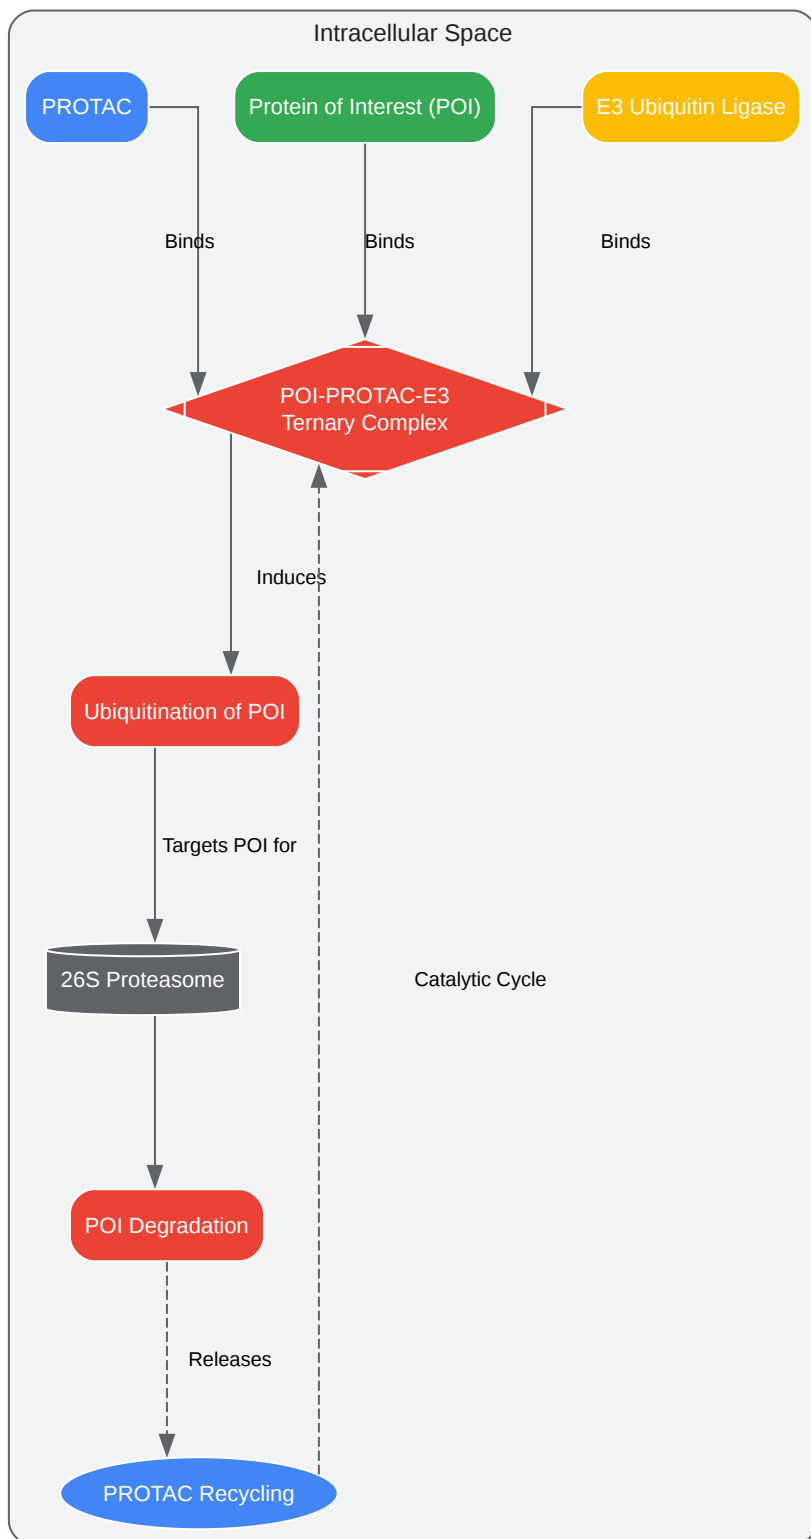 Intracellular Space
PROTAC
Protein of Interest (POI)
E3 Ubiquitin Ligase
Binds
Binds
Binds
POI-PROTAC-E3
Ternary Complex
Induces
Ubiquitination of POI
Targets POI for
26S Proteasome
Catalytic Cycle
POI Degradation
Releases
PROTAC Recycling